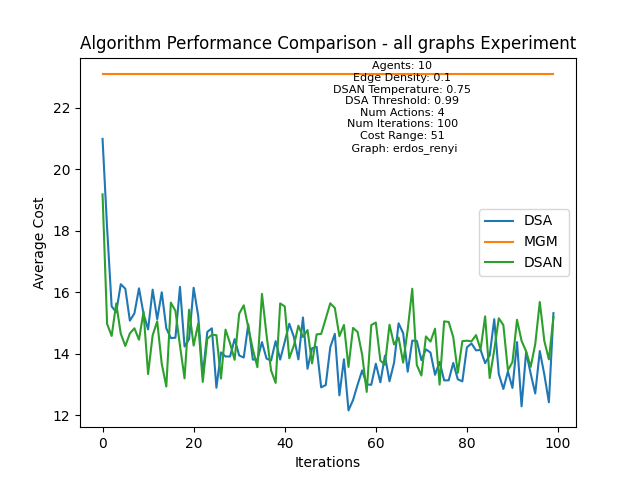 Algorithm Performance Comparison - all graphs Experiment
Agents: 10
Edge Density: 0.1
DSAN Temperature: 0.75
DSA Threshold: 0.99
Num Actions: 4
Num Iterations: 100
Cost Range: 51
Graph: erdos_renyi
22
20
18
16
14
12
Average Cost
DSA
MGM
DSAN
0
20
40
60
80
100
Iterations